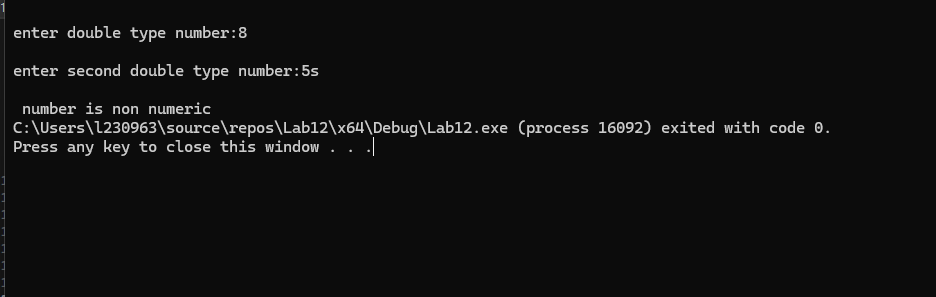 enter double type number:8
enter second double type number:5s
number is non numeric
C:\Users\l230963\source\repos\Lab12\x64\Debug\Lab12.exe (process 16092) exited with code 0.
Press any key to close this window . . .